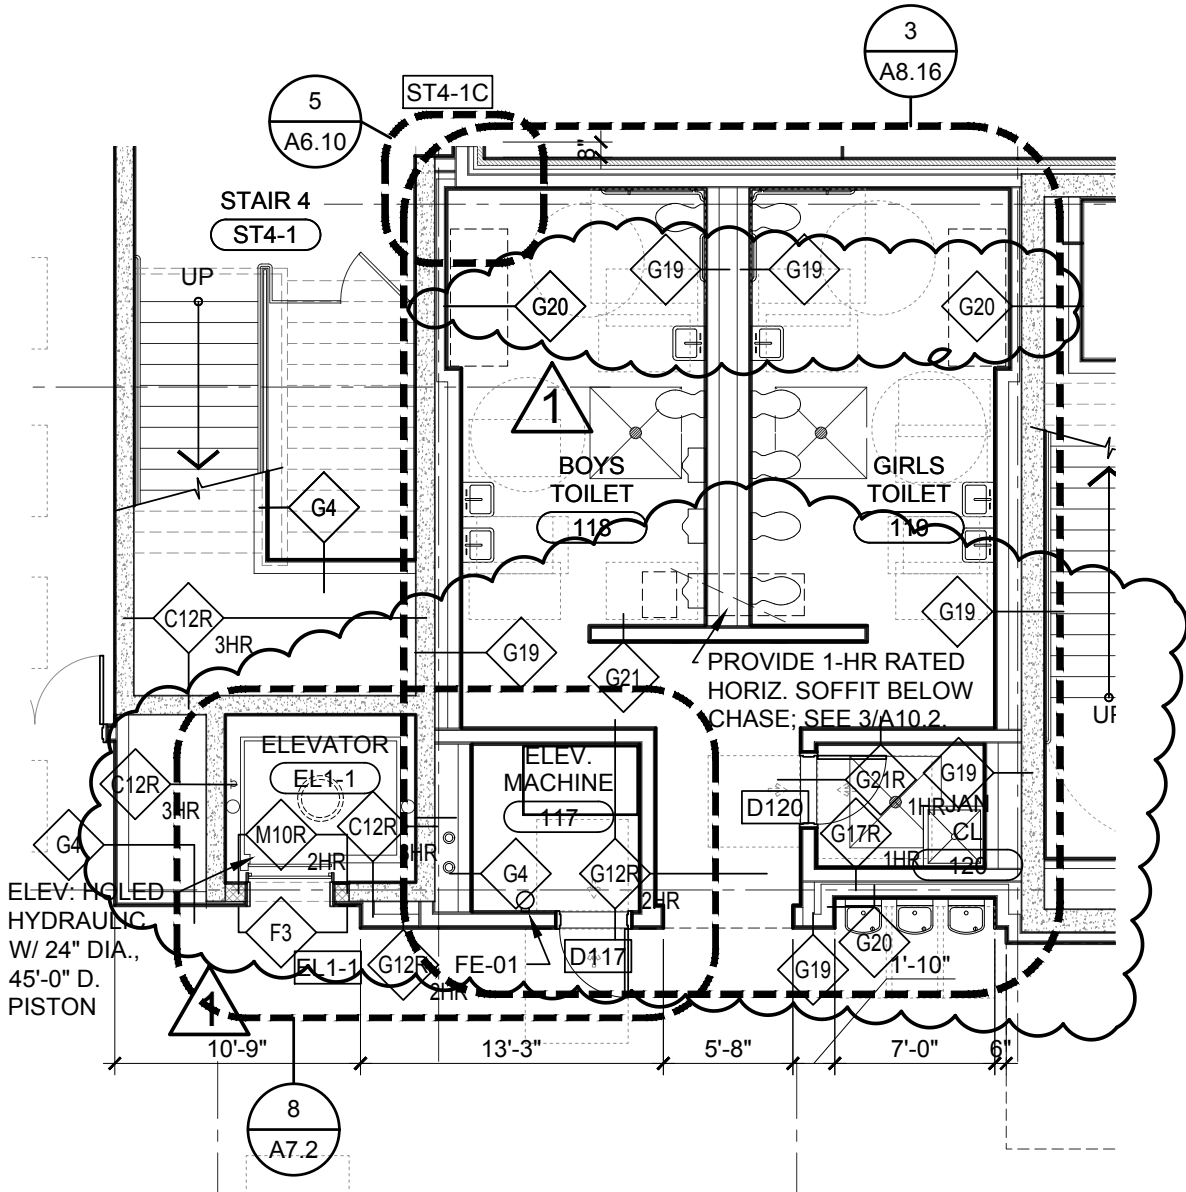 3
A8.16
ST4-1C
5
A6.10
8"
STAIR 4
ST4-1
UP
G19
G19
G20
G20
1
BOYS
TOILET
118
GIRLS
TOILET
119
G4
C12R
3HR
G19
G21
G19
PROVIDE 1-HR RATED
HORIZ. SOFFIT BELOW
CHASE; SEE 3/A10.2.
UP
ELEVATOR
EL1-1
ELEV.
MACHINE
117
C12R
3HR
M10R
2HR
C12R
3HR
G4
G4
G12R
2HR
D120
G21R
1HR
G19
JAN
CL
120
G17R
1HR
ELEV: HOLED
HYDRAULIC
W/ 24" DIA.,
45'-0" D.
PISTON
F3
EL1-1
G12R
2HR
FE-01
D117
G19
G20
1'-10"
1
10'-9"
13'-3"
5'-8"
7'-0"
6"
8
A7.2